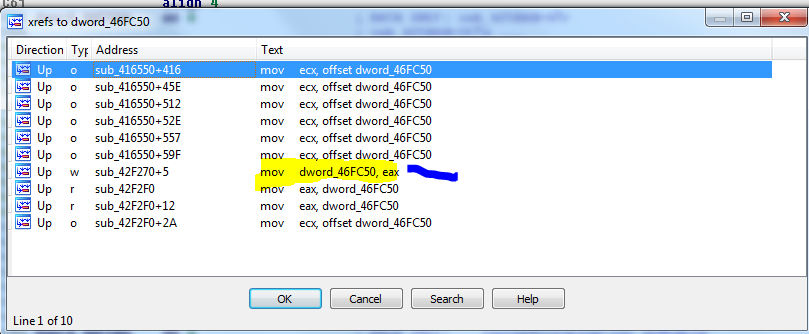 align 4
xrefs to dword_46FC50
Direction Typ Address Text
Up o sub_416550+416 mov ecx, offset dword_46FC50
Up o sub_416550+45E mov ecx, offset dword_46FC50
Up o sub_416550+512 mov ecx, offset dword_46FC50
Up o sub_416550+52E mov ecx, offset dword_46FC50
Up o sub_416550+557 mov ecx, offset dword_46FC50
Up o sub_416550+59F mov ecx, offset dword_46FC50
Up w sub_42F270+5 mov dword_46FC50, eax
Up r sub_42F2F0 mov eax, dword_46FC50
Up r sub_42F2F0+12 mov eax, dword_46FC50
Up o sub_42F2F0+2A mov ecx, offset dword_46FC50
OK Cancel Search Help
Line 1 of 10